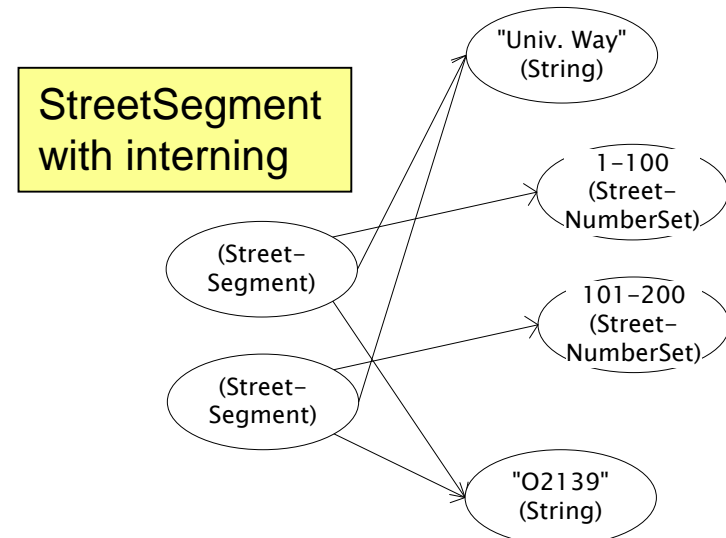 StreetSegment
with interning
"Univ. Way"
(String)
1-100
(Street-
NumberSet)
(Street-
Segment)
101-200
(Street-
NumberSet)
(Street-
Segment)
"O2139"
(String)